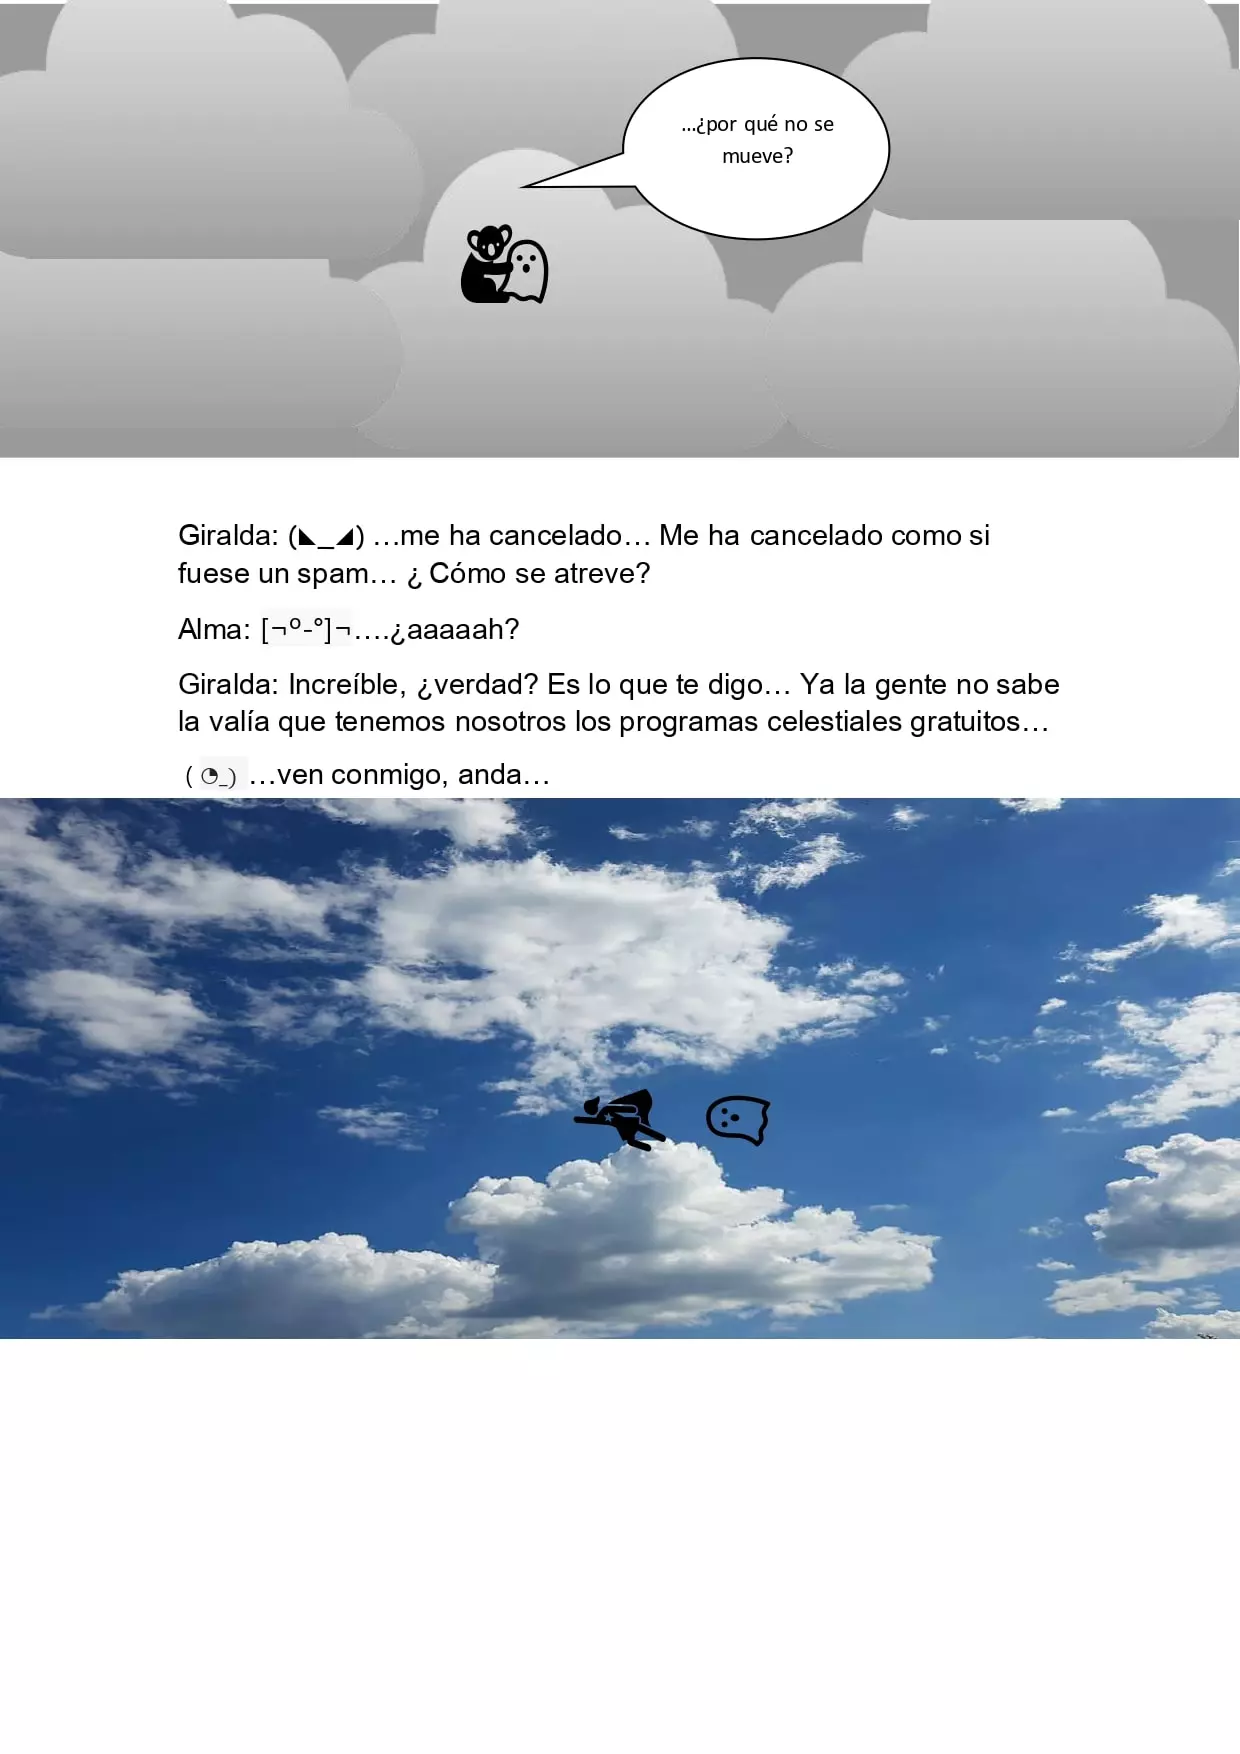 ...¿por qué no se
mueve?
Giralda: (◣_◢) …me ha cancelado… Me ha cancelado como si
fuese un spam… ¿ Cómo se atreve?
Alma: [¬º-°]¬….¿aaaaah?
Giralda: Increíble, ¿verdad? Es lo que te digo… Ya la gente no sabe
la valía que tenemos nosotros los programas celestiales gratuitos…
( ◔_) …ven conmigo, anda…